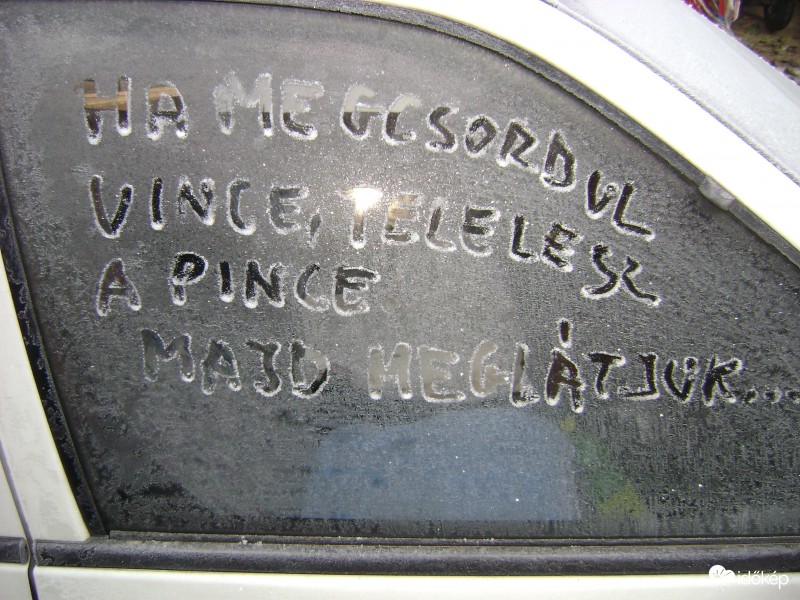 HA MEGCSORDUL
VINCE, TELELESZ
A PINCE
MAJD MEGLÁTJUK...
időkép